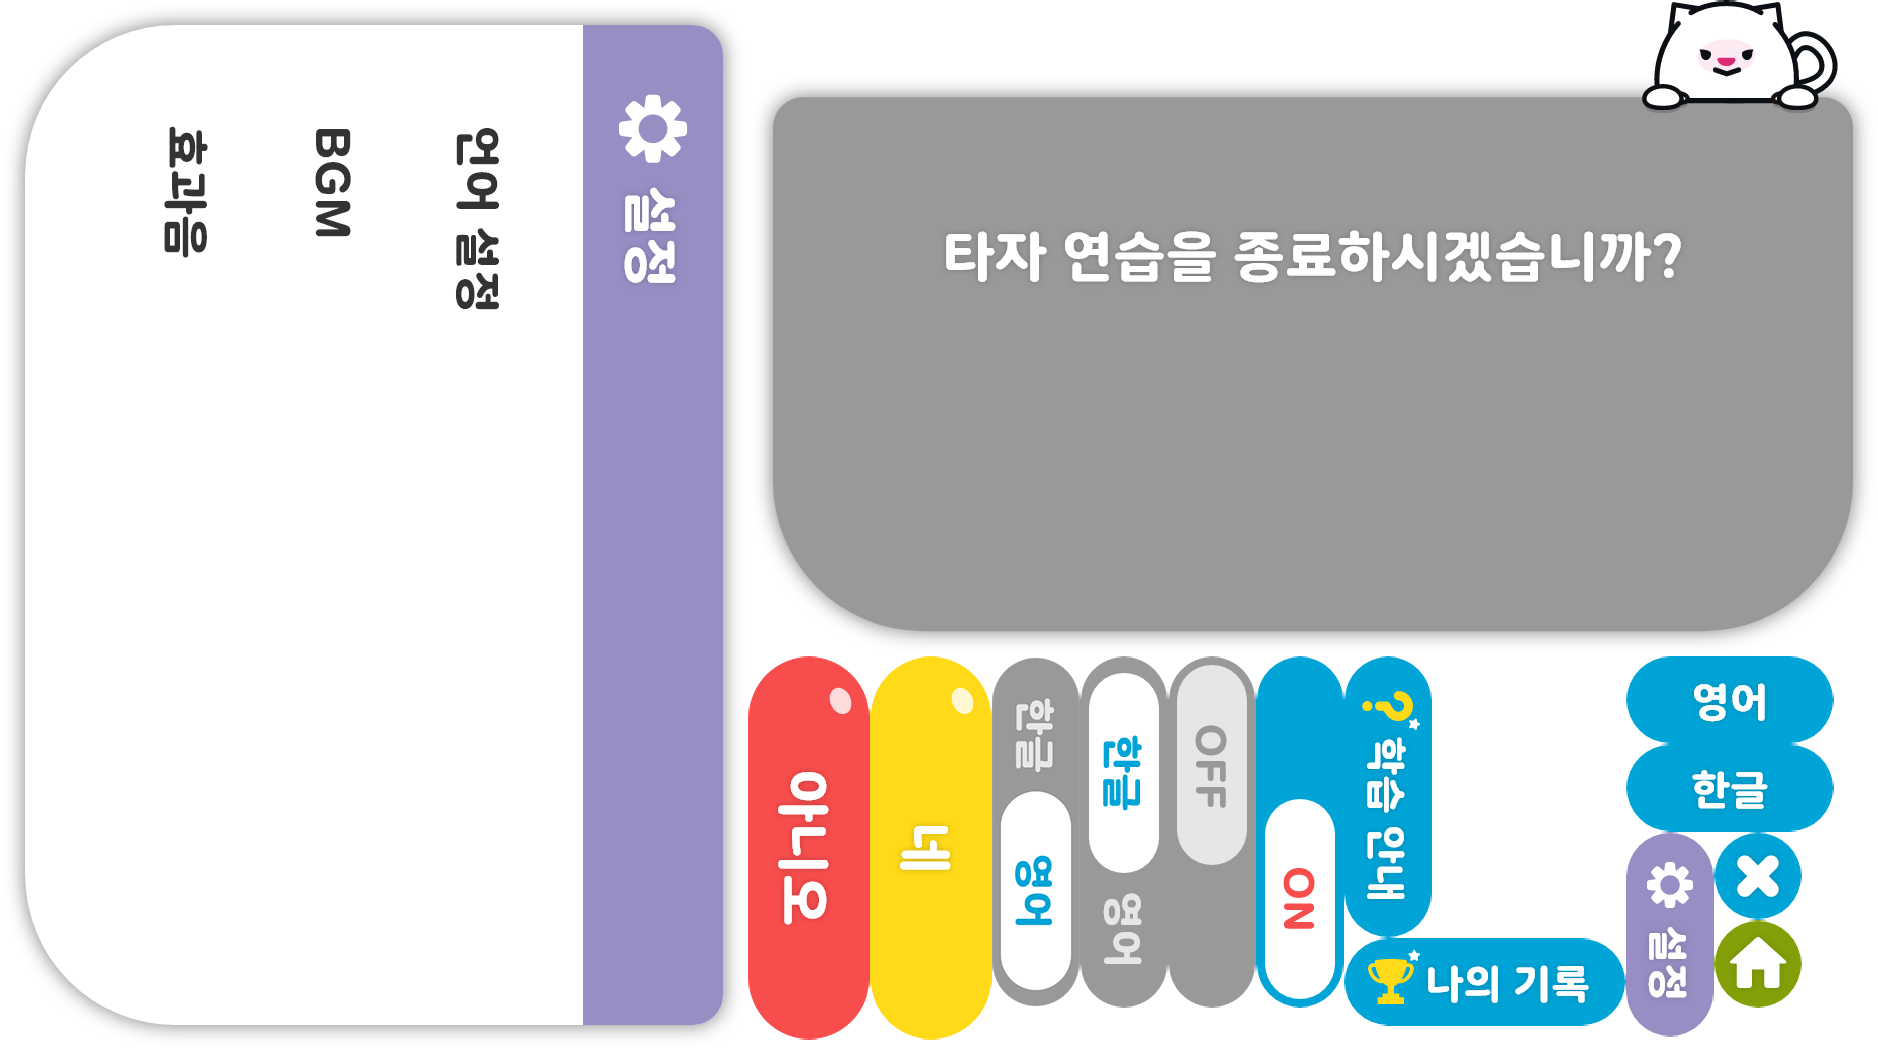 설정
언어 설정
BGM
효과음
타자 연습을 종료하시겠습니까?
아니오
네
한글 영어
한글 영어
OFF
ON
? 학습 안내
나의 기록
영어
한글
설정